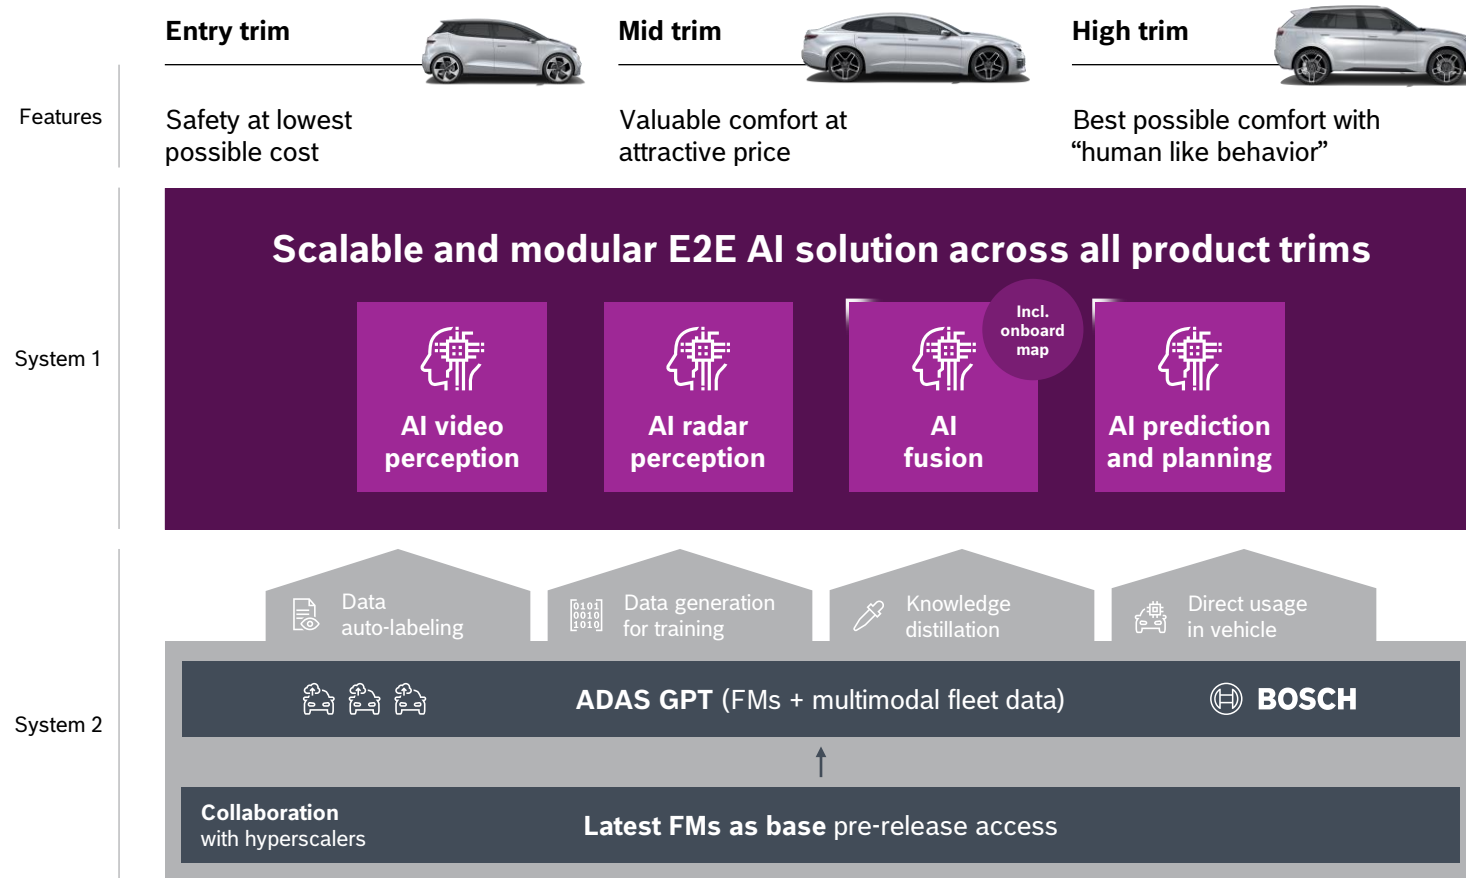 Entry trim
Mid trim
High trim
Features
Safety at lowest
possible cost
Valuable comfort at
attractive price
Best possible comfort with
“human like behavior”
System 1
Scalable and modular E2E AI solution across all product trims
AI video
perception
AI radar
perception
AI
fusion
Incl.
onboard
map
AI prediction
and planning
System 2
Data
auto-labeling
0101
0010
1010
Data generation
for training
Knowledge
distillation
Direct usage
in vehicle
ADAS GPT (FMs + multimodal fleet data)
BOSCH
Collaboration
with hyperscalers
Latest FMs as base pre-release access